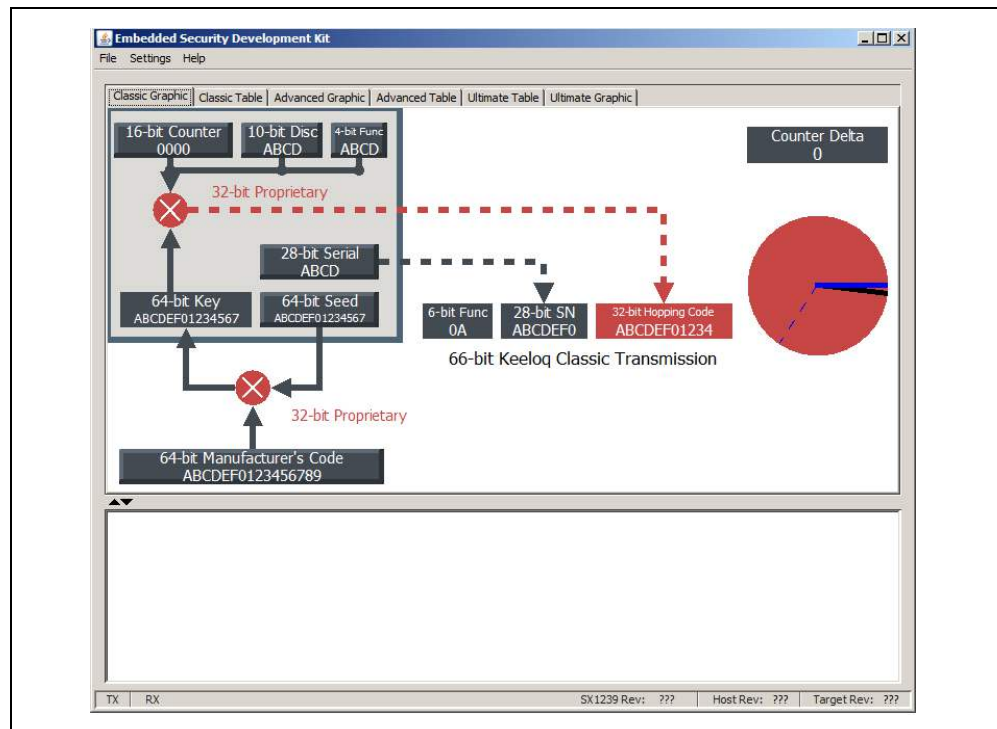 Embedded Security Development Kit
File Settings Help
Classic Graphic Classic Table Advanced Graphic Advanced Table Ultimate Table Ultimate Graphic
16-bit Counter
0000
10-bit Disc
ABCD
4-bit Func
ABCD
Counter Delta
0
32-bit Proprietary
28-bit Serial
ABCD
64-bit Key
ABCDEF01234567
64-bit Seed
ABCDEF01234567
6-bit Func
0A
28-bit SN
ABCDEF0
32-bit Hopping Code
ABCDEF01234
66-bit Keeloq Classic Transmission
32-bit Proprietary
64-bit Manufacturer's Code
ABCDEF0123456789
TX RX SX1239 Rev: ??? Host Rev: ??? Target Rev: ???